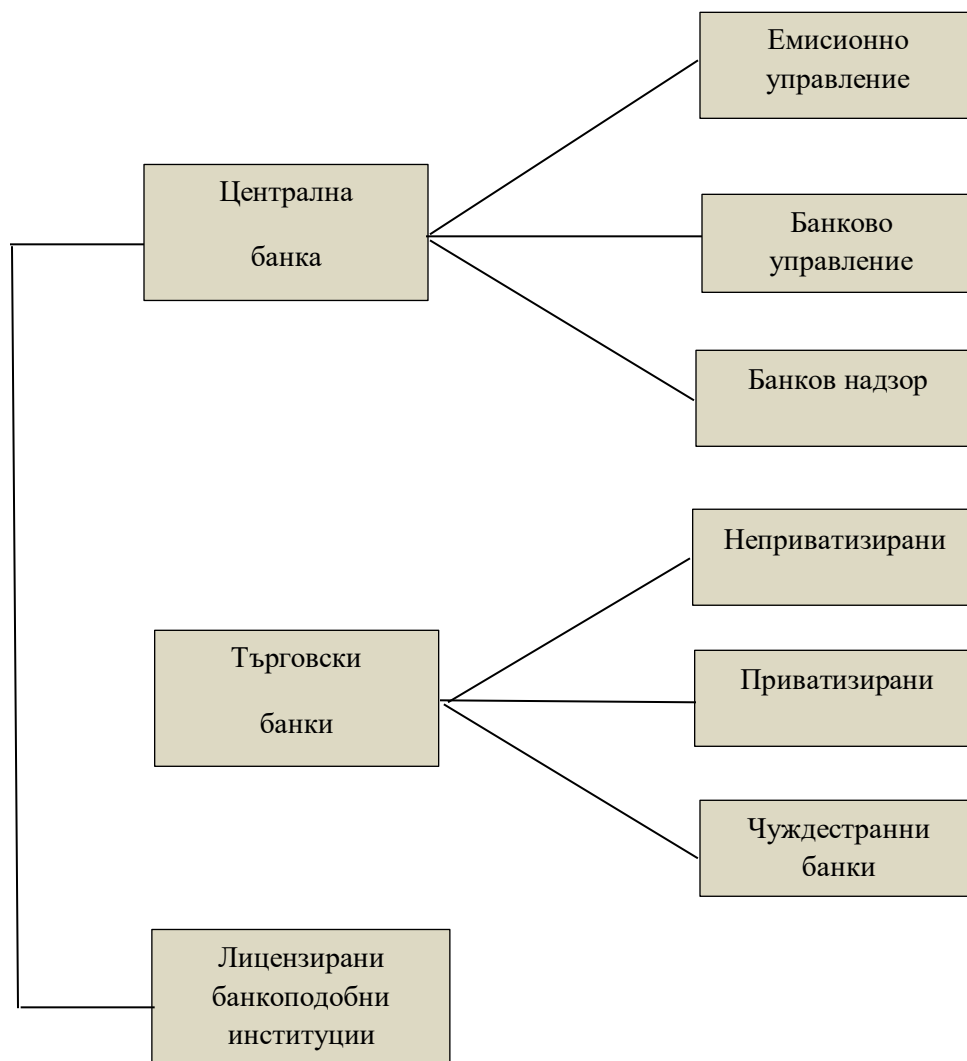 Емисионно
управление
Централна
банка
Банково
управление
Банков надзор
Неприватизирани
Търговски
банки
Приватизирани
Чуждестранни
банки
Лицензирани
банкоподобни
институции